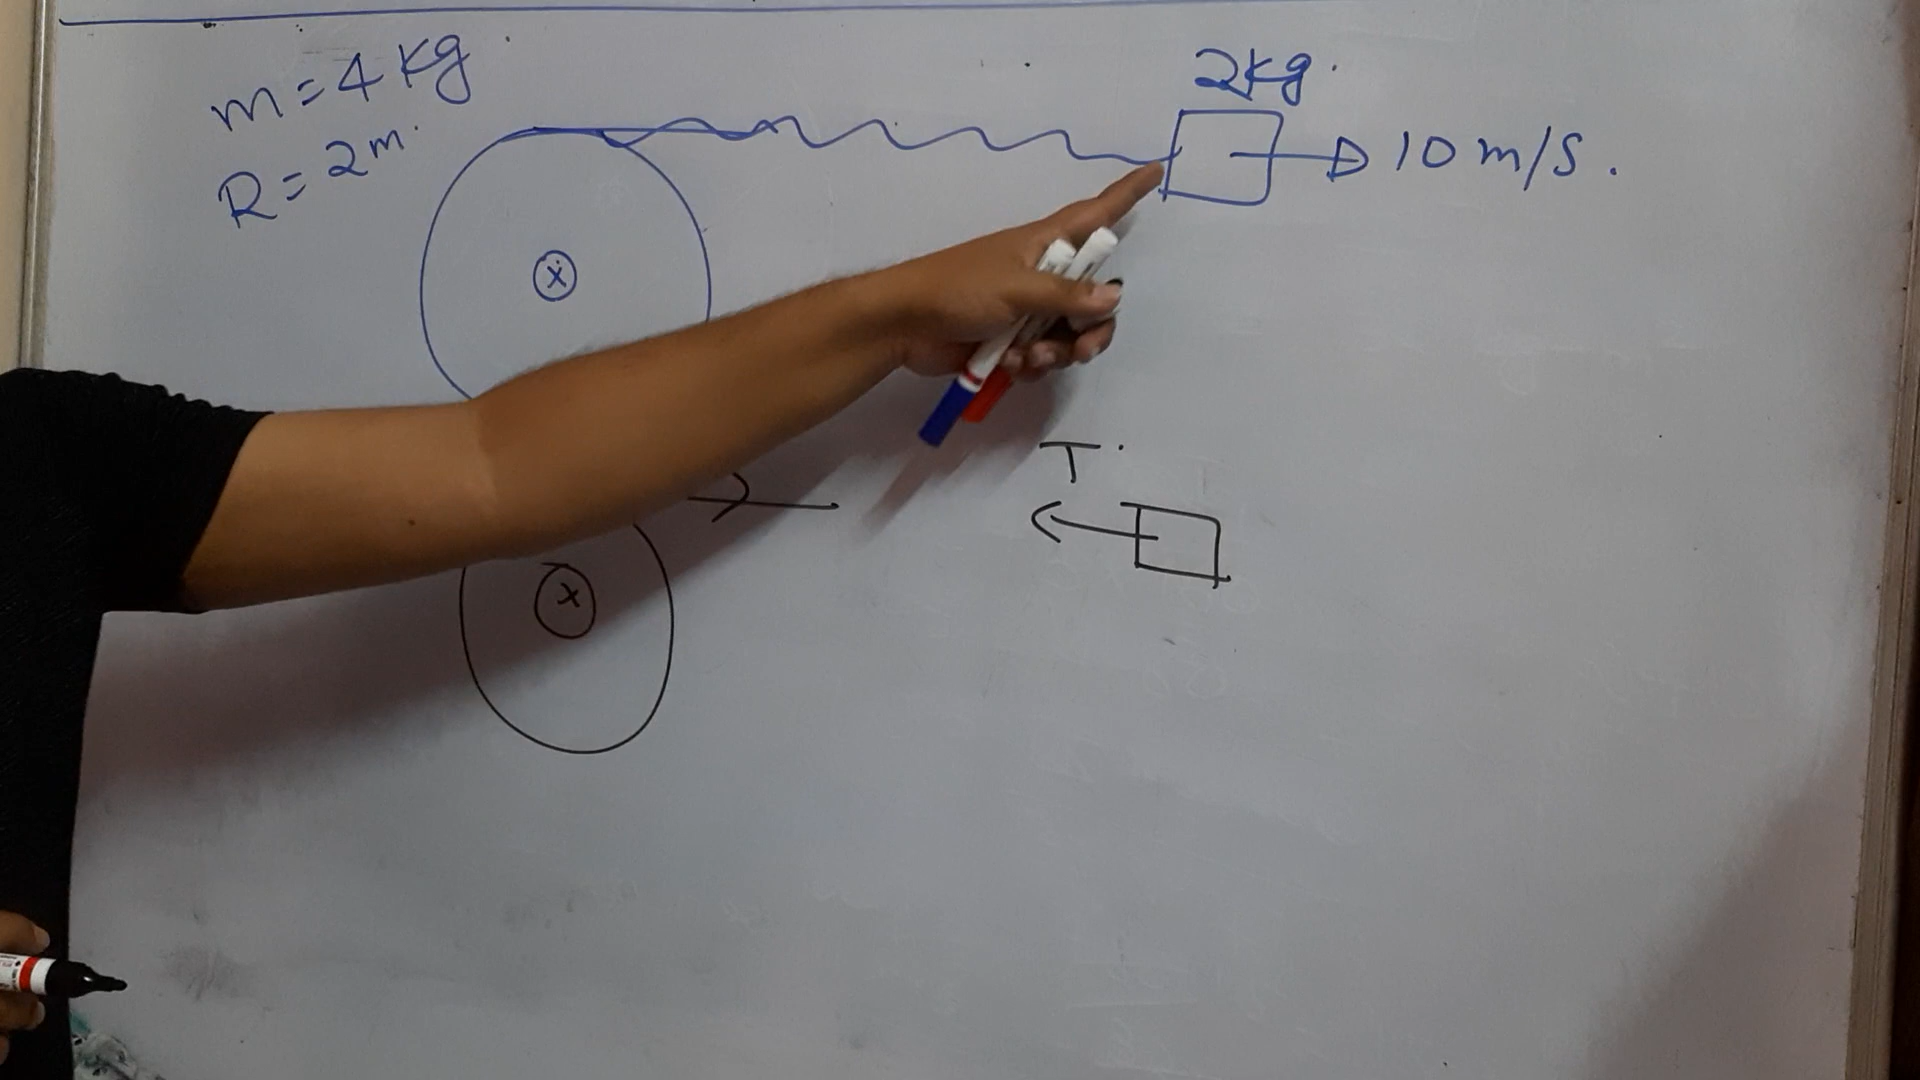 m = 4 kg
R = 2 m.
2 kg.
10 m/s.
x
T
x